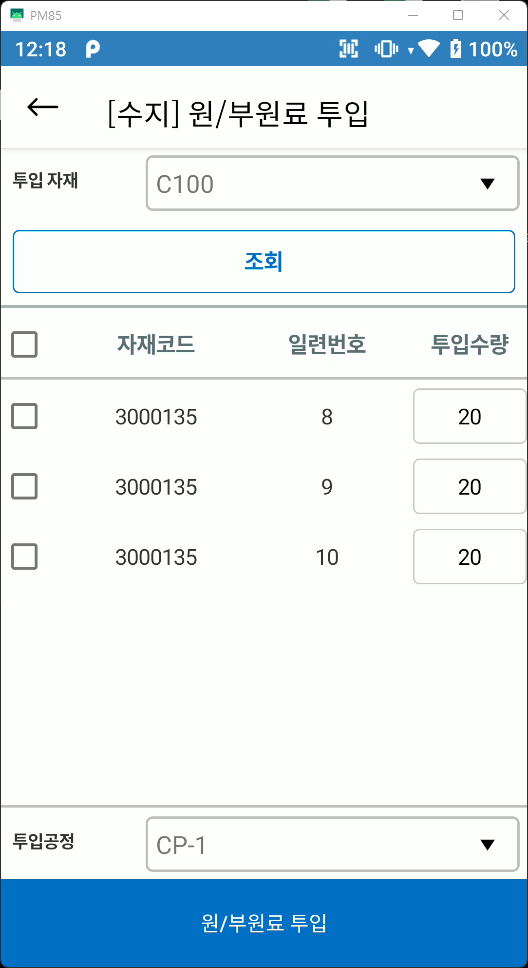 PM85
12:18 100%
[수지] 원/부원료 투입
투입 자재 C100
조회
자재코드 일련번호 투입수량
3000135 8 20
3000135 9 20
3000135 10 20
투입공정 CP-1
원/부원료 투입